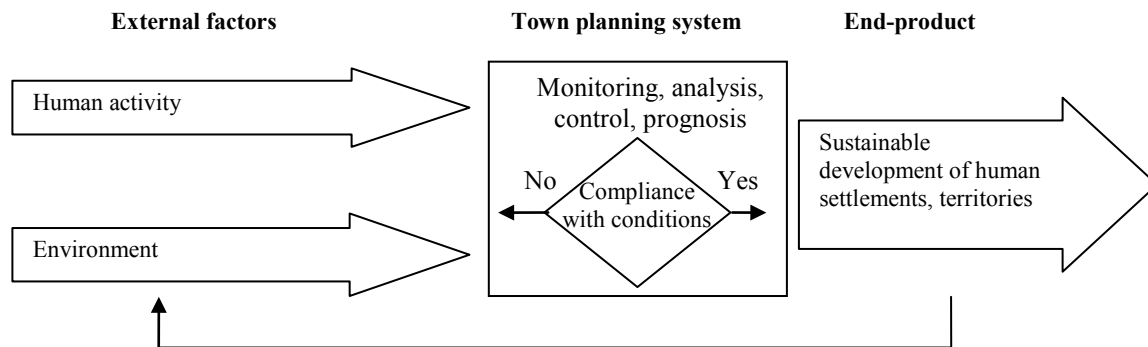 External factors
Town planning system
End-product
Human activity
Environment
Monitoring, analysis,
control, prognosis
No
Yes
Compliance
with conditions
Sustainable
development of human
settlements, territories